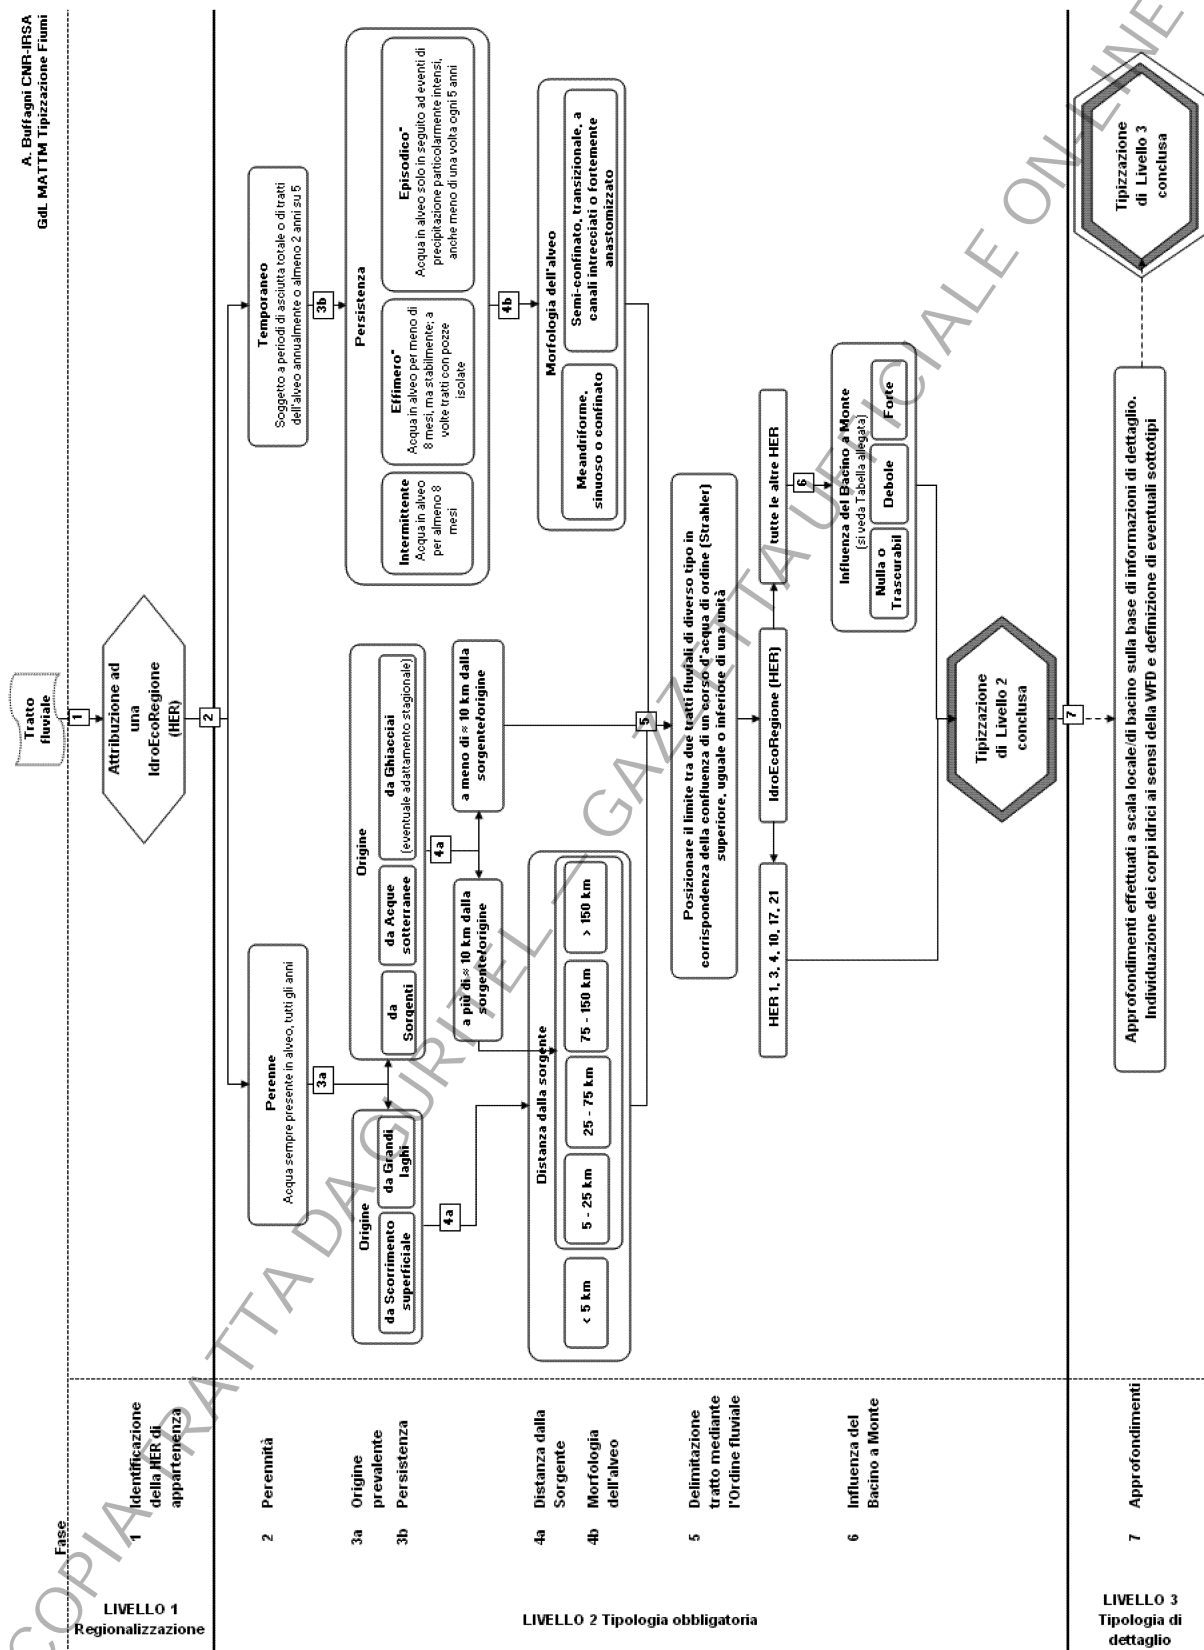 A. Buffagni CNR-IRSA
GdL MATTM Tipizzazione Fiumi
Fase
LIVELLO 1
Regionalizzazione
1 Identificazione
della HER di
appartenenza
Tratto
fluviale
1
Attribuzione ad
una
IdroEcoRegione
(HER)
2
LIVELLO 2 Tipologia obbligatoria
2 Perennità
Perenne
Acqua sempre presente in alveo, tutti gli anni
Temporaneo
Soggetto a periodi di asciutta totale o di tratti
dell'alveo annualmente o almeno 2 anni su 5
3a
3b
3a Origine
prevalente
3b Persistenza
Origine
da Scorrimento
superficiale
da Grandi
laghi
Origine
da
Sorgenti
da Acque
sotterranee
da Ghiacciai
(eventuale adattamento stagionale)
Persistenza
Intermittente
Acqua in alveo
per almeno 8
mesi
Effimero"
Acqua in alveo per meno di
8 mesi, ma stabilmente; a
volte tratti con pozze
isolate
Episodico"
Acqua in alveo solo in seguito ad eventi di
precipitazione particolarmente intensi,
anche meno di una volta ogni 5 anni
4a
4a
4b
a più di ≈ 10 km dalla
sorgente/origine
a meno di ≈ 10 km dalla
sorgente/origine
4a Distanza dalla
Sorgente
4b Morfologia
dell'alveo
Distanza dalla sorgente
< 5 km
5 - 25 km
25 - 75 km
75 - 150 km
> 150 km
Morfologia dell'alveo
Meandriforme,
sinuoso o confinato
Semi-confinato, transizionale, a
canali intrecciati o fortemente
anastomizzato
5
5 Delimitazione
tratto mediante
l'Ordine fluviale
Posizionare il limite tra due tratti fluviali di diverso tipo in
corrispondenza della confluenza di un corso d'acqua di ordine (Strahler)
superiore, uguale o inferiore di una unità
HER 1, 3, 4, 10, 17, 21
IdroEcoRegione (HER)
tutte le altre HER
6
6 Influenza del
Bacino a Monte
Influenza del Bacino a Monte
(si veda Tabella allegata)
Nulla o
Trascurabil
Debole
Forte
Tipizzazione
di Livello 2
conclusa
7
LIVELLO 3
Tipologia di
dettaglio
7 Approfondimenti
Approfondimenti effettuati a scala locale/di bacino sulla base di informazioni di dettaglio.
Individuazione dei corpi idrici ai sensi della WFD e definizione di eventuali sottotipi
Tipizzazione
di Livello 3
conclusa
COPIA TRATTA DA GURITEL — GAZZETTA UFFICIALE ON-LINE